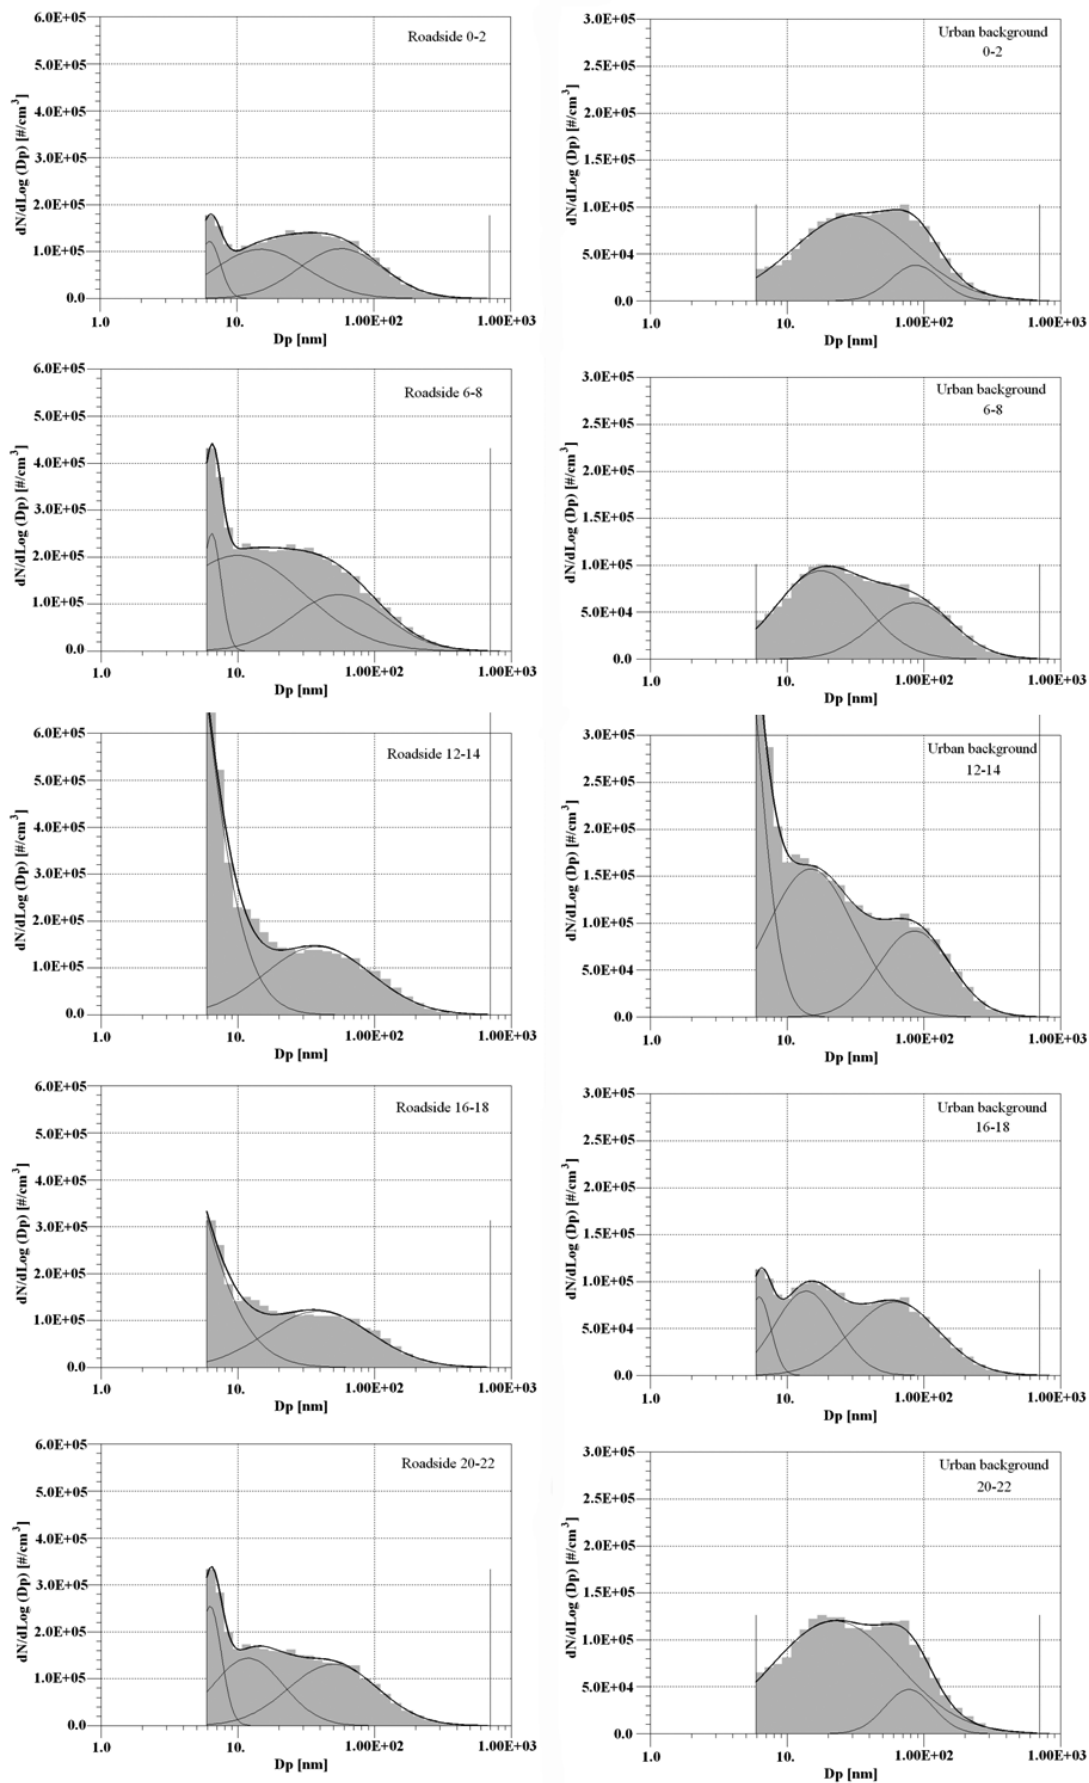 Roadside 0-2
dN/dLog (Dp) [#/cm³]
6.0E+05
5.0E+05
4.0E+05
3.0E+05
2.0E+05
1.0E+05
0.0
1.0
10.
1.00E+02
1.00E+03
Dp [nm]
Urban background
0-2
dN/dLog (Dp) [#/cm³]
3.0E+05
2.5E+05
2.0E+05
1.5E+05
1.0E+05
5.0E+04
0.0
1.0
10.
1.00E+02
1.00E+03
Dp [nm]
Roadside 6-8
dN/dLog (Dp) [#/cm³]
6.0E+05
5.0E+05
4.0E+05
3.0E+05
2.0E+05
1.0E+05
0.0
1.0
10.
1.00E+02
1.00E+03
Dp [nm]
Urban background
6-8
dN/dLog (Dp) [#/cm³]
3.0E+05
2.5E+05
2.0E+05
1.5E+05
1.0E+05
5.0E+04
0.0
1.0
10.
1.00E+02
1.00E+03
Dp [nm]
Roadside 12-14
dN/dLog (Dp) [#/cm³]
6.0E+05
5.0E+05
4.0E+05
3.0E+05
2.0E+05
1.0E+05
0.0
1.0
10.
1.00E+02
1.00E+03
Dp [nm]
Urban background
12-14
dN/dLog (Dp) [#/cm³]
3.0E+05
2.5E+05
2.0E+05
1.5E+05
1.0E+05
5.0E+04
0.0
1.0
10.
1.00E+02
1.00E+03
Dp [nm]
Roadside 16-18
dN/dLog (Dp) [#/cm³]
6.0E+05
5.0E+05
4.0E+05
3.0E+05
2.0E+05
1.0E+05
0.0
1.0
10.
1.00E+02
1.00E+03
Dp [nm]
Urban background
16-18
dN/dLog (Dp) [#/cm³]
3.0E+05
2.5E+05
2.0E+05
1.5E+05
1.0E+05
5.0E+04
0.0
1.0
10.
1.00E+02
1.00E+03
Dp [nm]
Roadside 20-22
dN/dLog (Dp) [#/cm³]
6.0E+05
5.0E+05
4.0E+05
3.0E+05
2.0E+05
1.0E+05
0.0
1.0
10.
1.00E+02
1.00E+03
Dp [nm]
Urban background
20-22
dN/dLog (Dp) [#/cm³]
3.0E+05
2.5E+05
2.0E+05
1.5E+05
1.0E+05
5.0E+04
0.0
1.0
10.
1.00E+02
1.00E+03
Dp [nm]